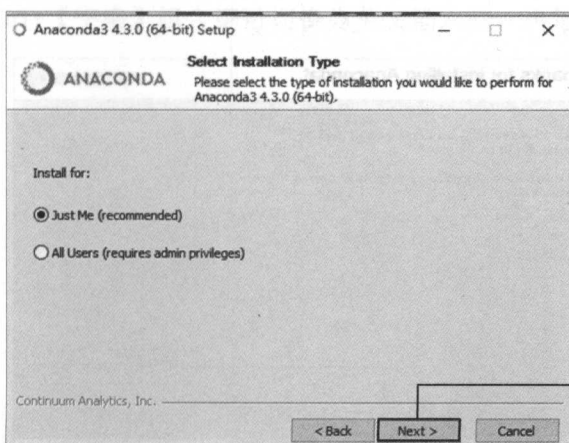 Anaconda3 4.3.0 (64-bit) Setup
ANACONDA
Select Installation Type
Please select the type of installation you would like to perform for
Anaconda3 4.3.0 (64-bit).
Install for:
Just Me (recommended)
All Users (requires admin privileges)
Continuum Analytics, Inc.
< Back
Next >
Cancel